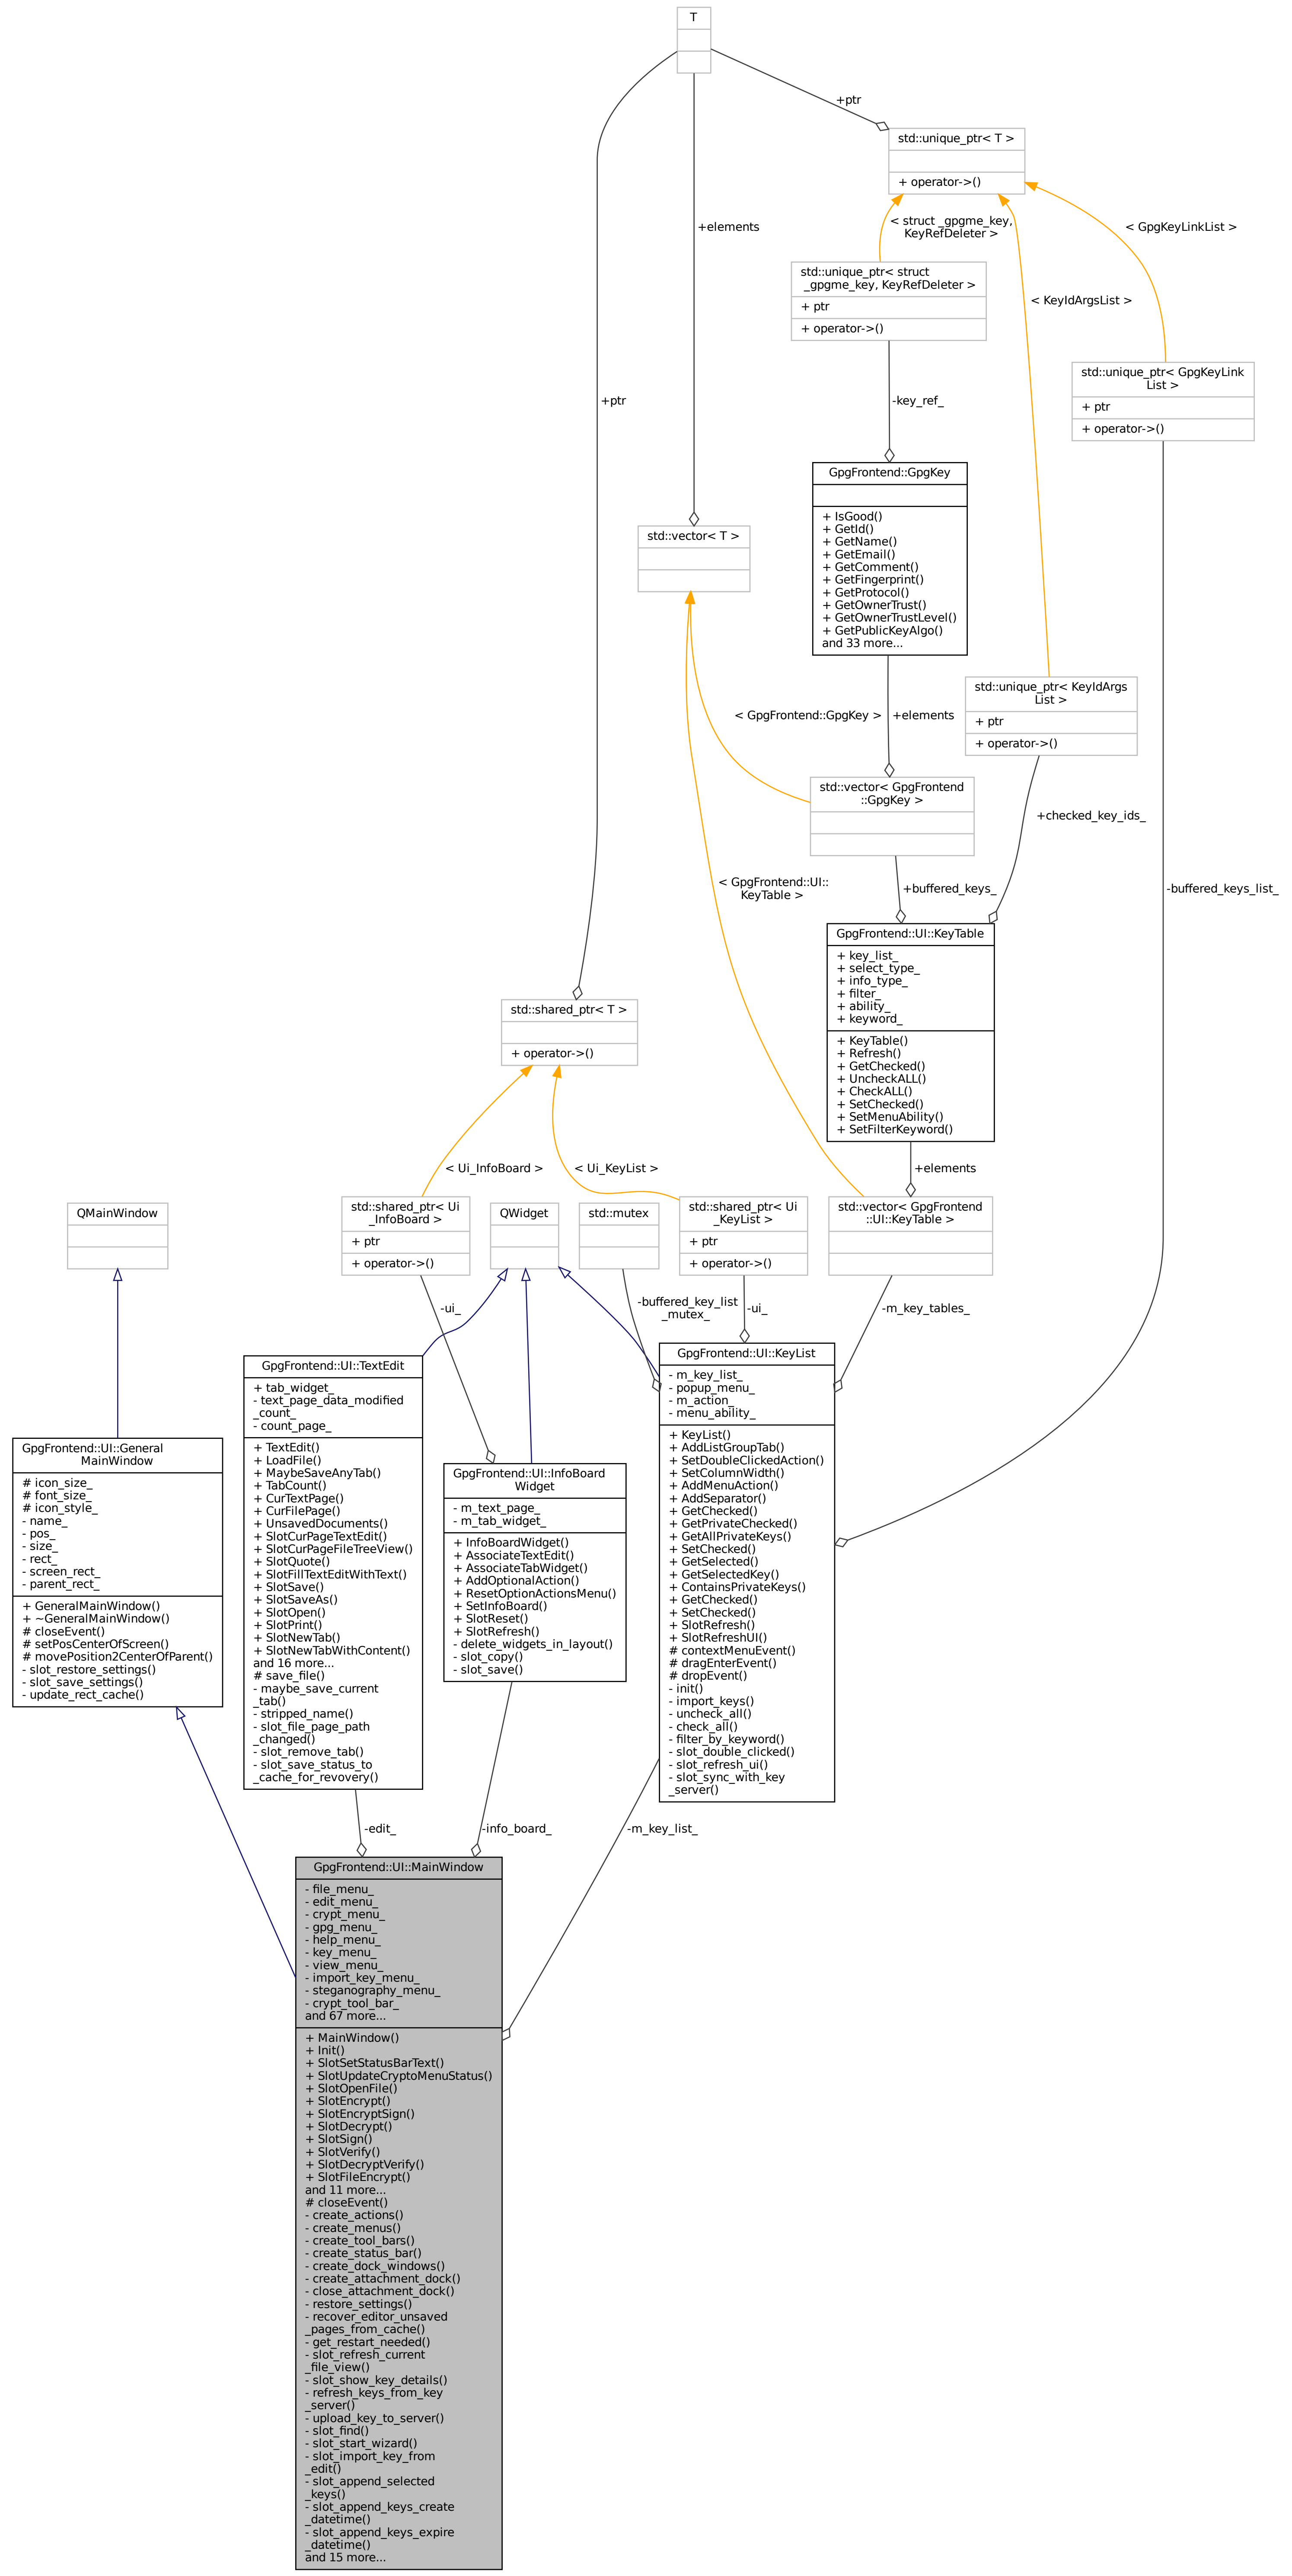 T
+ptr
std::unique_ptr< T >
+ operator->()
+elements
< struct _gpgme_key,
KeyRefDeleter >
< GpgKeyLinkList >
std::unique_ptr< struct
_gpgme_key, KeyRefDeleter >
+ ptr
+ operator->()
< KeyIdArgsList >
std::unique_ptr< GpgKeyLink
List >
+ ptr
+ operator->()
+ptr
-key_ref_
GpgFrontend::GpgKey
+ IsGood()
+ GetId()
+ GetName()
+ GetEmail()
+ GetComment()
+ GetFingerprint()
+ GetProtocol()
+ GetOwnerTrust()
+ GetOwnerTrustLevel()
+ GetPublicKeyAlgo()
and 33 more...
std::vector< T >
std::unique_ptr< KeyIdArgs
List >
+ ptr
+ operator->()
< GpgFrontend::GpgKey >
+elements
std::vector< GpgFrontend
::GpgKey >
+checked_key_ids_
< GpgFrontend::UI::
KeyTable >
+buffered_keys_
-buffered_keys_list_
GpgFrontend::UI::KeyTable
+ key_list_
+ select_type_
+ info_type_
+ filter_
+ ability_
+ keyword_
+ KeyTable()
+ Refresh()
+ GetChecked()
+ UncheckALL()
+ CheckALL()
+ SetChecked()
+ SetMenuAbility()
+ SetFilterKeyword()
std::shared_ptr< T >
+ operator->()
< Ui_InfoBoard >
< Ui_KeyList >
+elements
QMainWindow
std::shared_ptr< Ui
_InfoBoard >
+ ptr
+ operator->()
QWidget
std::mutex
std::shared_ptr< Ui
_KeyList >
+ ptr
+ operator->()
std::vector< GpgFrontend
::UI::KeyTable >
-ui_
-buffered_key_list
_mutex_
-ui_
-m_key_tables_
GpgFrontend::UI::General
MainWindow
# icon_size_
# font_size_
# icon_style_
- name_
- pos_
- size_
- rect_
- screen_rect_
- parent_rect_
+ GeneralMainWindow()
+ ~GeneralMainWindow()
# closeEvent()
# setPosCenterOfScreen()
# movePosition2CenterOfParent()
- slot_restore_settings()
- slot_save_settings()
- update_rect_cache()
GpgFrontend::UI::TextEdit
+ tab_widget_
- text_page_data_modified
_count_
- count_page_
+ TextEdit()
+ LoadFile()
+ MaybeSaveAnyTab()
+ TabCount()
+ CurTextPage()
+ CurFilePage()
+ UnsavedDocuments()
+ SlotCurPageTextEdit()
+ SlotCurPageFileTreeView()
+ SlotQuote()
+ SlotFillTextEditWithText()
+ SlotSave()
+ SlotSaveAs()
+ SlotOpen()
+ SlotPrint()
+ SlotNewTab()
+ SlotNewTabWithContent()
and 16 more...
# save_file()
- maybe_save_current
_tab()
- stripped_name()
- slot_file_page_path
_changed()
- slot_remove_tab()
- slot_save_status_to
_cache_for_revovery()
GpgFrontend::UI::InfoBoard
Widget
- m_text_page_
- m_tab_widget_
+ InfoBoardWidget()
+ AssociateTextEdit()
+ AssociateTabWidget()
+ AddOptionalAction()
+ ResetOptionActionsMenu()
+ SetInfoBoard()
+ SlotReset()
+ SlotRefresh()
- delete_widgets_in_layout()
- slot_copy()
- slot_save()
GpgFrontend::UI::KeyList
- m_key_list_
- popup_menu_
- m_action_
- menu_ability_
+ KeyList()
+ AddListGroupTab()
+ SetDoubleClickedAction()
+ SetColumnWidth()
+ AddMenuAction()
+ AddSeparator()
+ GetChecked()
+ GetPrivateChecked()
+ GetAllPrivateKeys()
+ SetChecked()
+ GetSelected()
+ GetSelectedKey()
+ ContainsPrivateKeys()
+ GetChecked()
+ SetChecked()
+ SlotRefresh()
+ SlotRefreshUI()
# contextMenuEvent()
# dragEnterEvent()
# dropEvent()
- init()
- import_keys()
- uncheck_all()
- check_all()
- filter_by_keyword()
- slot_double_clicked()
- slot_refresh_ui()
- slot_sync_with_key
_server()
-edit_
-info_board_
-m_key_list_
GpgFrontend::UI::MainWindow
- file_menu_
- edit_menu_
- crypt_menu_
- gpg_menu_
- help_menu_
- key_menu_
- view_menu_
- import_key_menu_
- steganography_menu_
- crypt_tool_bar_
and 67 more...
+ MainWindow()
+ Init()
+ SlotSetStatusBarText()
+ SlotUpdateCryptoMenuStatus()
+ SlotOpenFile()
+ SlotEncrypt()
+ SlotEncryptSign()
+ SlotDecrypt()
+ SlotSign()
+ SlotVerify()
+ SlotDecryptVerify()
+ SlotFileEncrypt()
and 11 more...
# closeEvent()
- create_actions()
- create_menus()
- create_tool_bars()
- create_status_bar()
- create_dock_windows()
- create_attachment_dock()
- close_attachment_dock()
- restore_settings()
- recover_editor_unsaved
_pages_from_cache()
- get_restart_needed()
- slot_refresh_current
_file_view()
- slot_show_key_details()
- refresh_keys_from_key
_server()
- upload_key_to_server()
- slot_find()
- slot_start_wizard()
- slot_import_key_from
_edit()
- slot_append_selected
_keys()
- slot_append_keys_create
_datetime()
- slot_append_keys_expire
_datetime()
and 15 more...